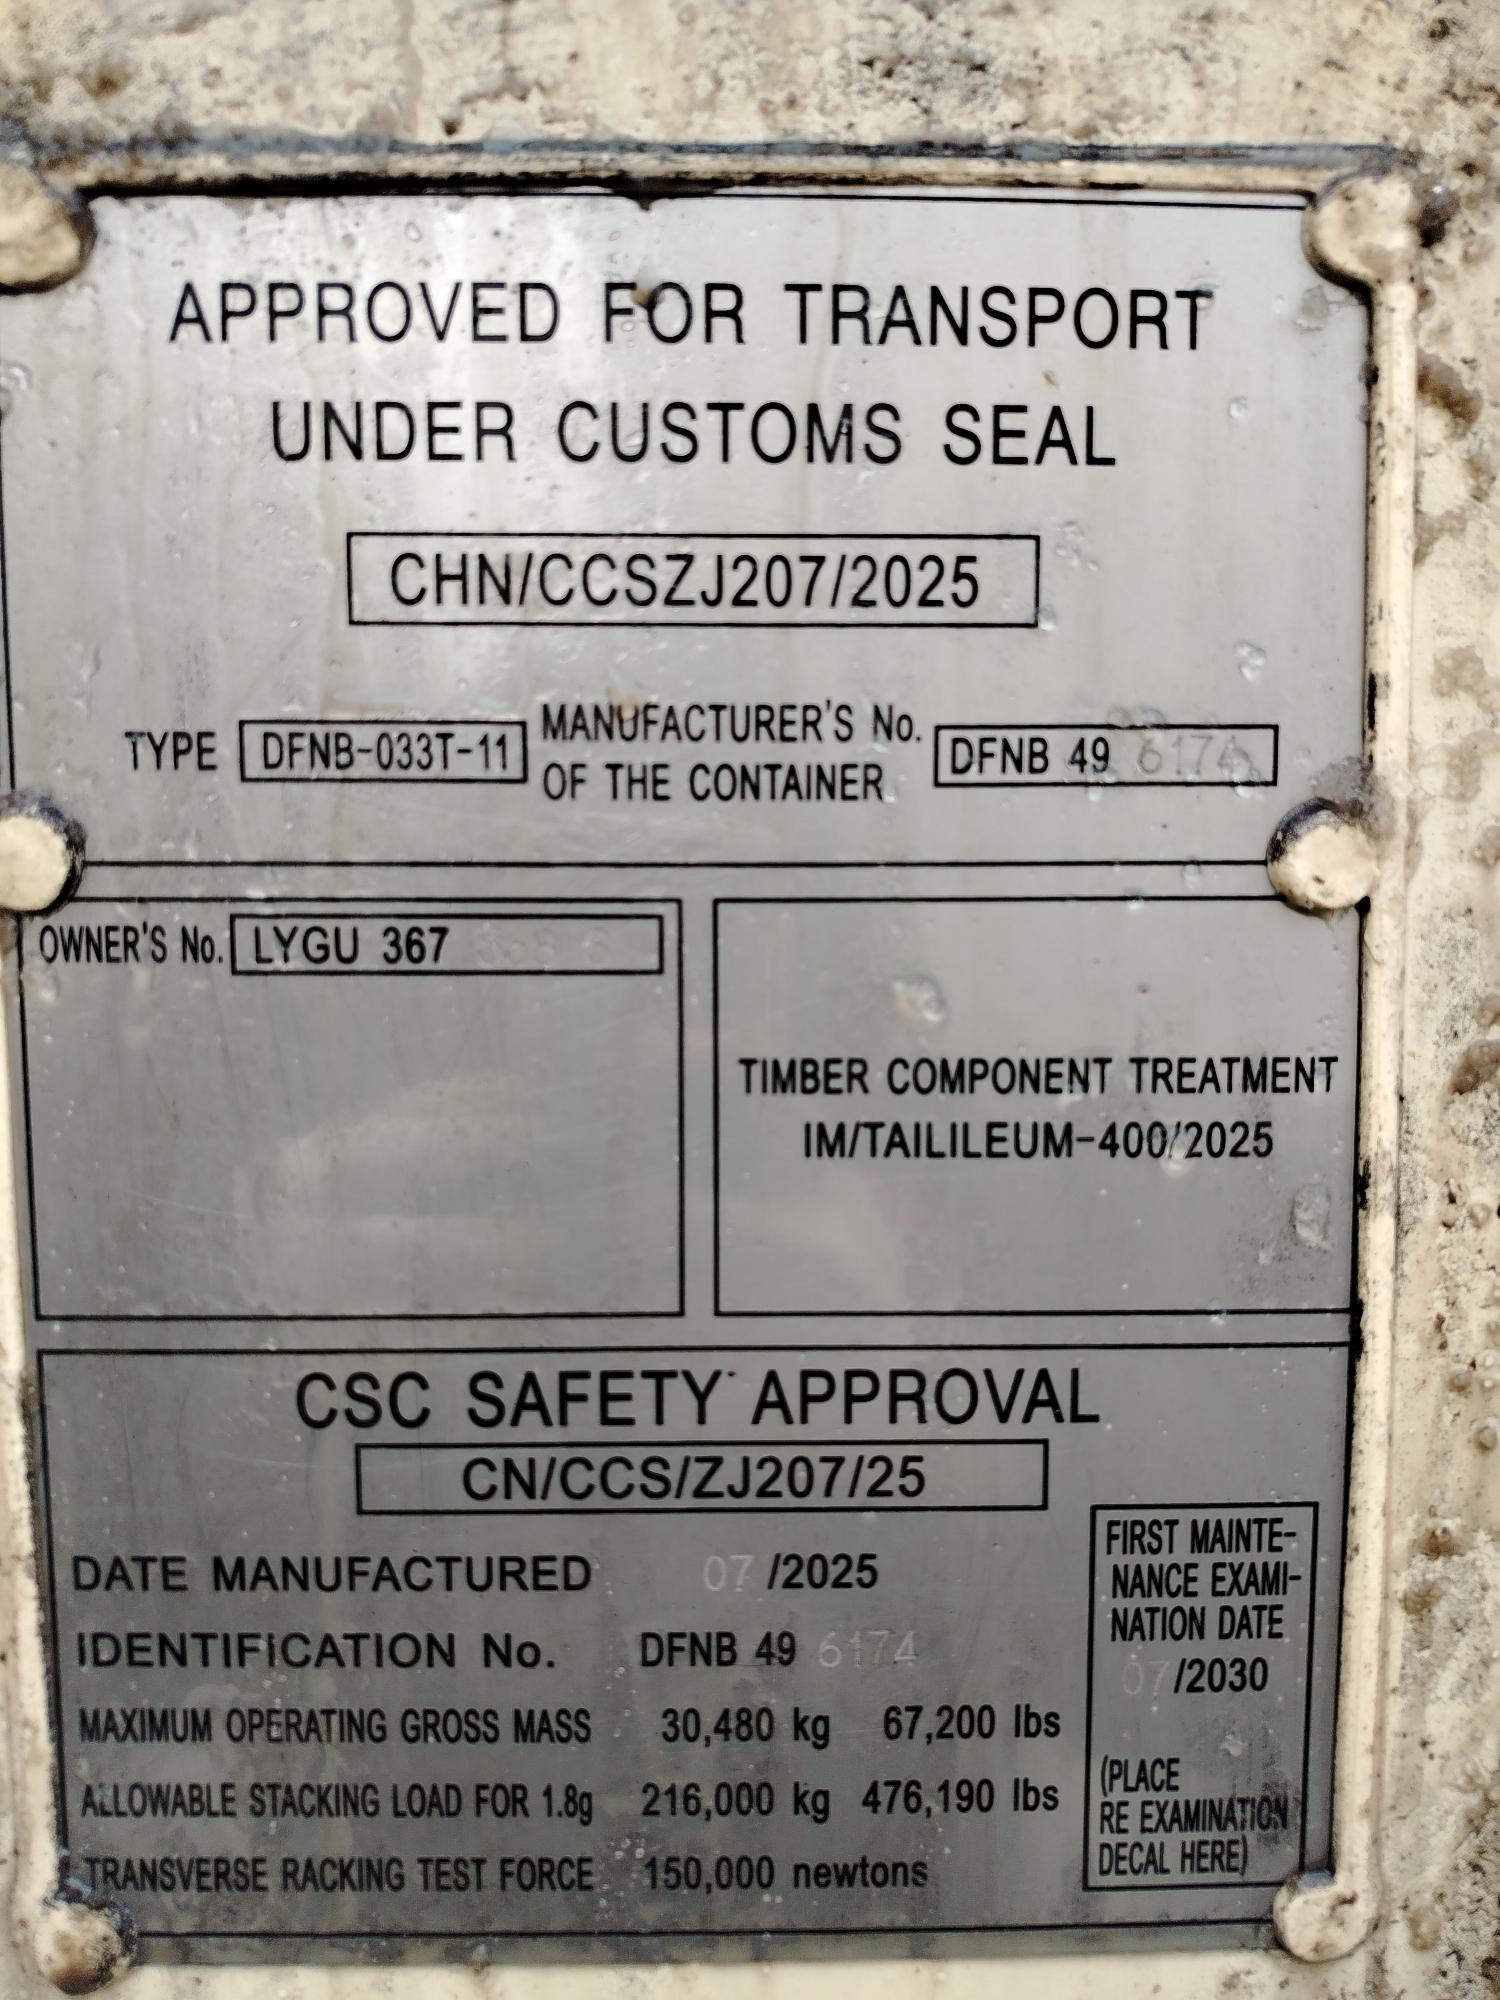 APPROVED FOR TRANSPORT
UNDER CUSTOMS SEAL
CHN/CCSZJ207/2025
TYPE DFNB-033T-11
MANUFACTURER'S No.
OF THE CONTAINER
DFNB 49 6174
OWNER'S No. LYGU 367
TIMBER COMPONENT TREATMENT
IM/TAILILEUM-400/2025
CSC SAFETY APPROVAL
CN/CCS/ZJ207/25
DATE MANUFACTURED 07 /2025
IDENTIFICATION No. DFNB 49 6174
MAXIMUM OPERATING GROSS MASS 30,480 kg 67,200 lbs
ALLOWABLE STACKING LOAD FOR 1.8g 216,000 kg 476,190 lbs
TRANSVERSE RACKING TEST FORCE 150,000 newtons
FIRST MAINTE-
NANCE EXAMI-
NATION DATE
07 /2030
(PLACE
RE EXAMINATION
DECAL HERE)